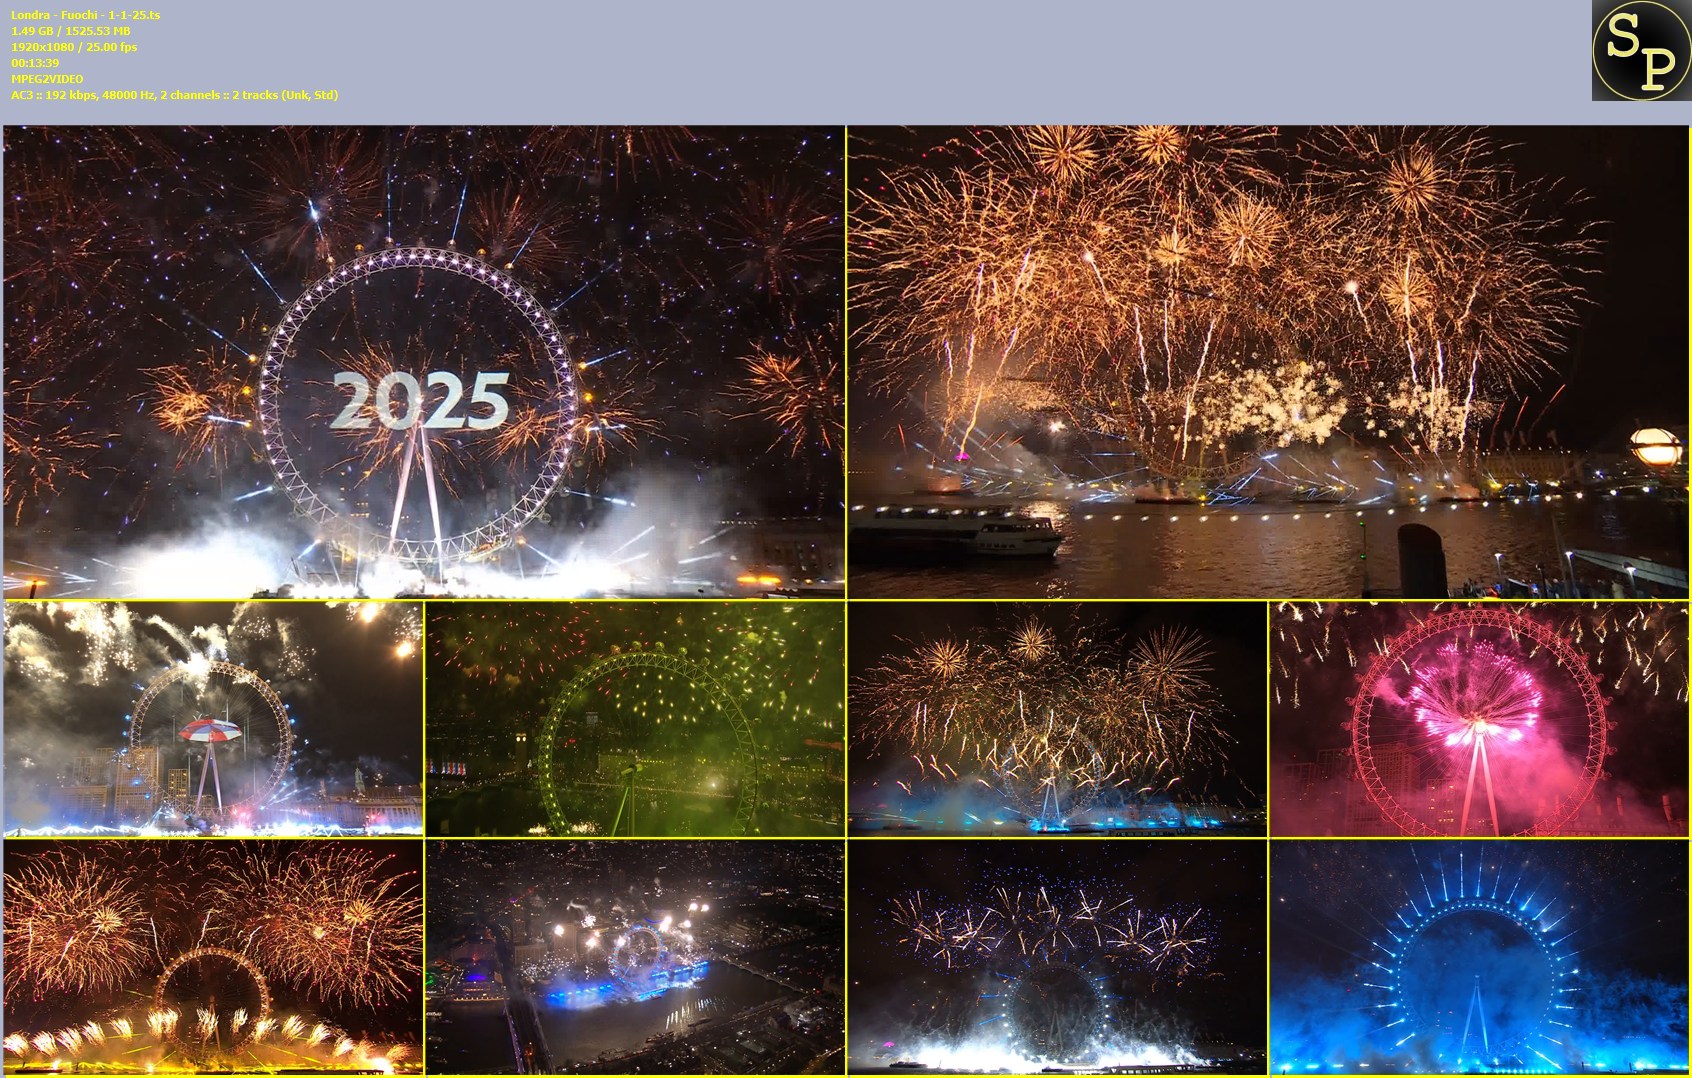 Londra - Fuochi - 1-1-25.ts
1.49 GB / 1525.53 MB
1920x1080 / 25.00 fps
00:13:39
MPEG2VIDEO
AC3 :: 192 kbps, 48000 Hz, 2 channels :: 2 tracks (Unk, Std)
SP
2025